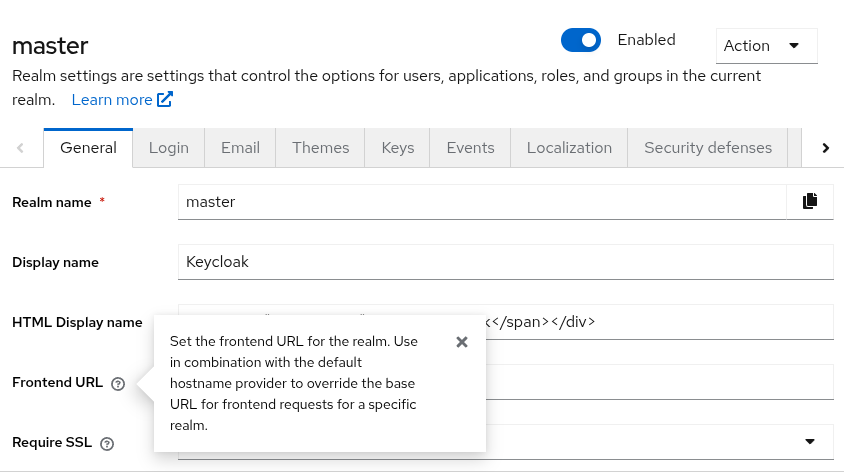 master
Enabled
Action
Realm settings are settings that control the options for users, applications, roles, and groups in the current
realm. Learn more
General Login Email Themes Keys Events Localization Security defenses
Realm name * master
Display name Keycloak
HTML Display name </span></div>
Set the frontend URL for the realm. Use
in combination with the default
hostname provider to override the base
URL for frontend requests for a specific
realm.
Frontend URL
Require SSL